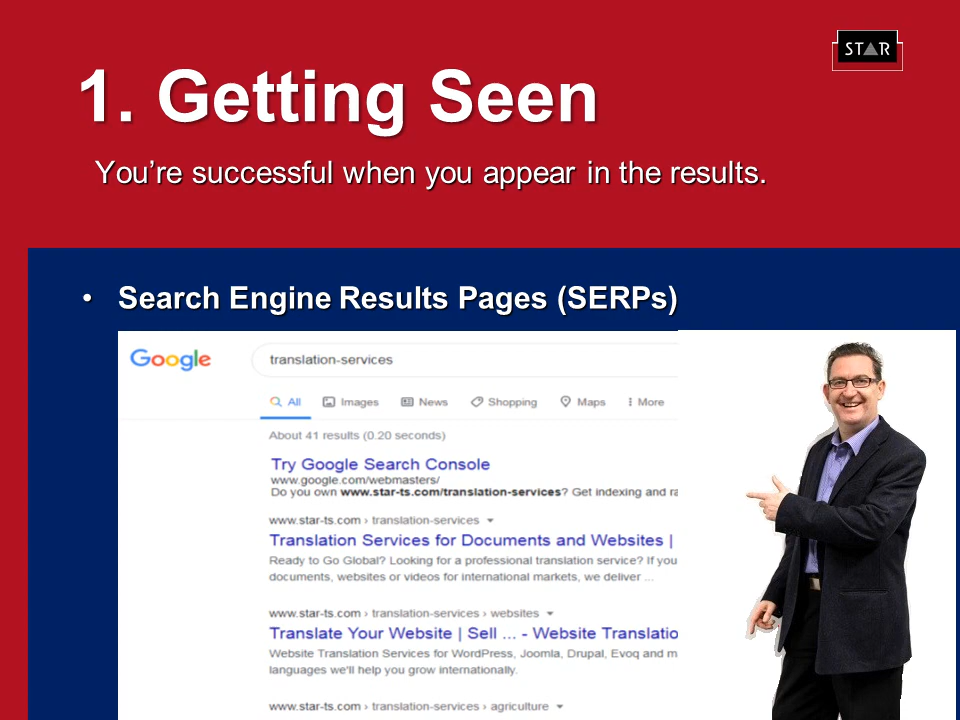 STAR
1. Getting Seen
You're successful when you appear in the results.
• Search Engine Results Pages (SERPs)
Google
translation-services
All Images News Shopping Maps More
About 41 results (0.20 seconds)
Try Google Search Console
www.google.com/webmasters/
Do you own www.star-ts.com/translation-services? Get indexing and ra
www.star-ts.com › translation-services
Translation Services for Documents and Websites |
Ready to Go Global? Looking for a professional translation service? If you
documents, websites or videos for international markets, we deliver ...
www.star-ts.com › translation-services › websites
Translate Your Website | Sell ... - Website Translatio
Website Translation Services for WordPress, Joomla, Drupal, Evoq and m
languages we'll help you grow internationally.
www.star-ts.com › translation-services › agriculture